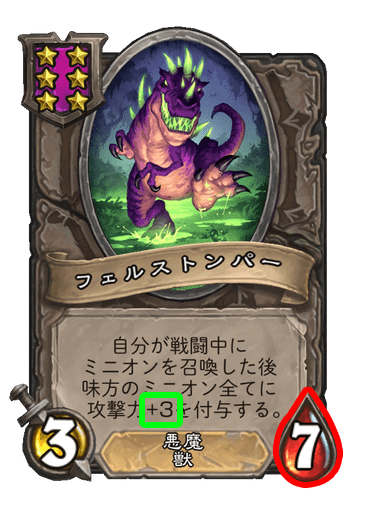 フェルストンパー
自分が戦闘中に
ミニオンを召喚した後
味方のミニオン全てに
攻撃力+3を付与する。
3
悪魔
獣
7